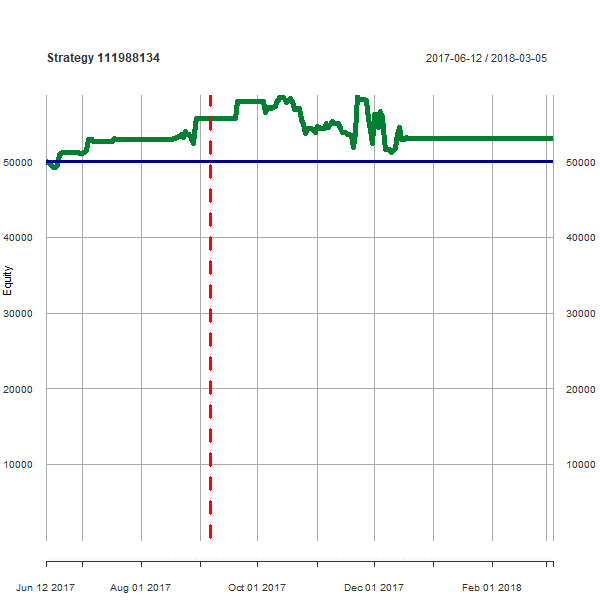 Strategy 111988134
2017-06-12 / 2018-03-05
50000 50000
40000 40000
Equity
30000 30000
20000 20000
10000 10000
Jun 12 2017 Aug 01 2017 Oct 01 2017 Dec 01 2017 Feb 01 2018